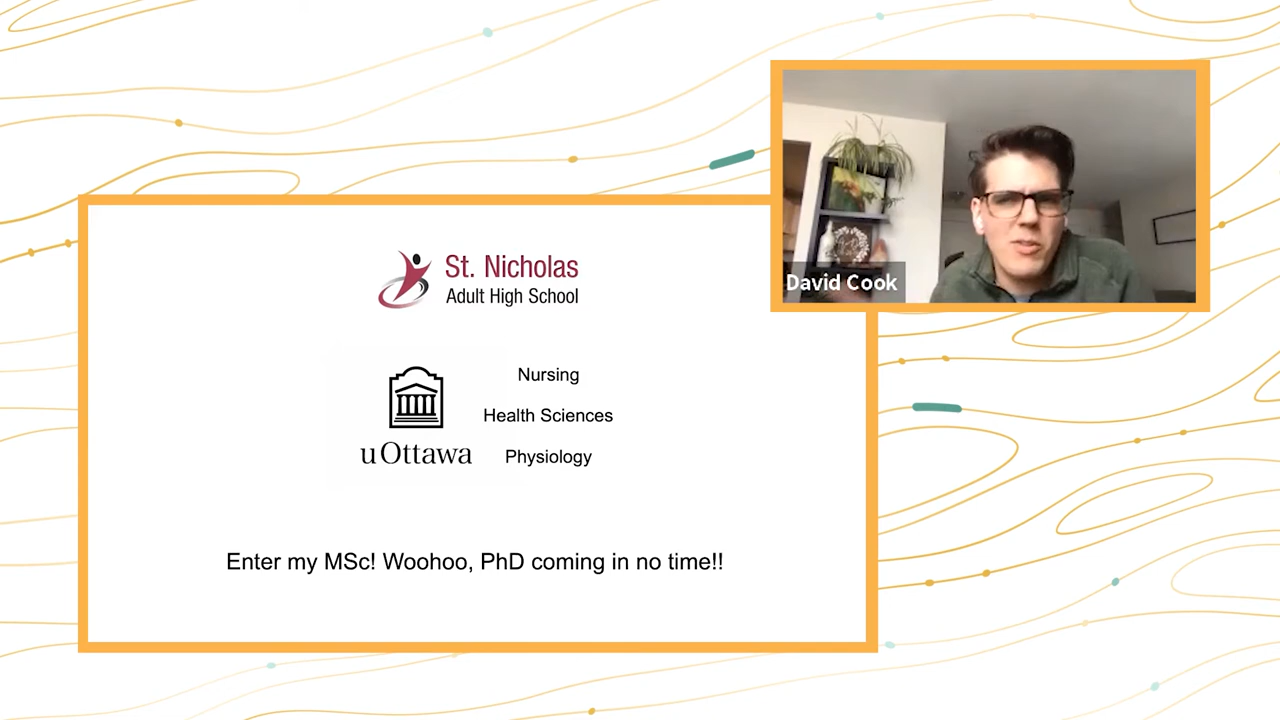 St. Nicholas
Adult High School
Nursing
Health Sciences
uOttawa
Physiology
Enter my MSc! Woohoo, PhD coming in no time!!
David Cook